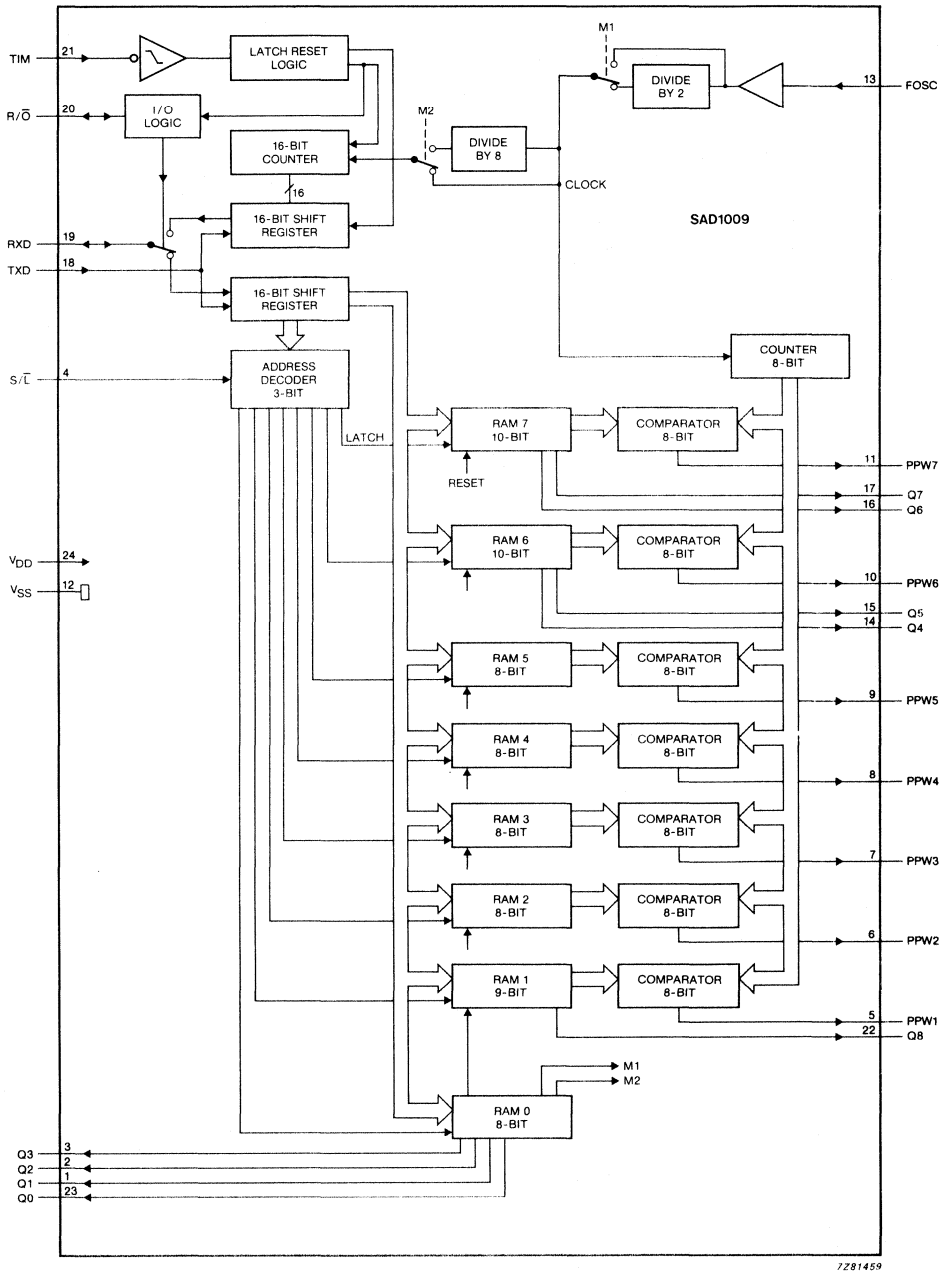 M1
TIM 21
LATCH RESET
LOGIC
DIVIDE
BY 2
13 FOSC
R/O̅ 20
I/O
LOGIC
M2
16-BIT
COUNTER
DIVIDE
BY 8
16
CLOCK
SAD1009
16-BIT SHIFT
REGISTER
RXD 19
TXD 18
16-BIT SHIFT
REGISTER
COUNTER
8-BIT
S/L̅ 4
ADDRESS
DECODER
3-BIT
LATCH
RAM 7
10-BIT
COMPARATOR
8-BIT
11 PPW7
RESET
17 Q7
16 Q6
RAM 6
10-BIT
COMPARATOR
8-BIT
VDD 24
VSS 12
10 PPW6
15 Q5
14 Q4
RAM 5
8-BIT
COMPARATOR
8-BIT
9 PPW5
RAM 4
8-BIT
COMPARATOR
8-BIT
8 PPW4
RAM 3
8-BIT
COMPARATOR
8-BIT
7 PPW3
RAM 2
8-BIT
COMPARATOR
8-BIT
6 PPW2
RAM 1
9-BIT
COMPARATOR
8-BIT
5 PPW1
22 Q8
M1
M2
RAM 0
8-BIT
Q3 3
Q2 2
Q1 1
Q0 23
7Z81459